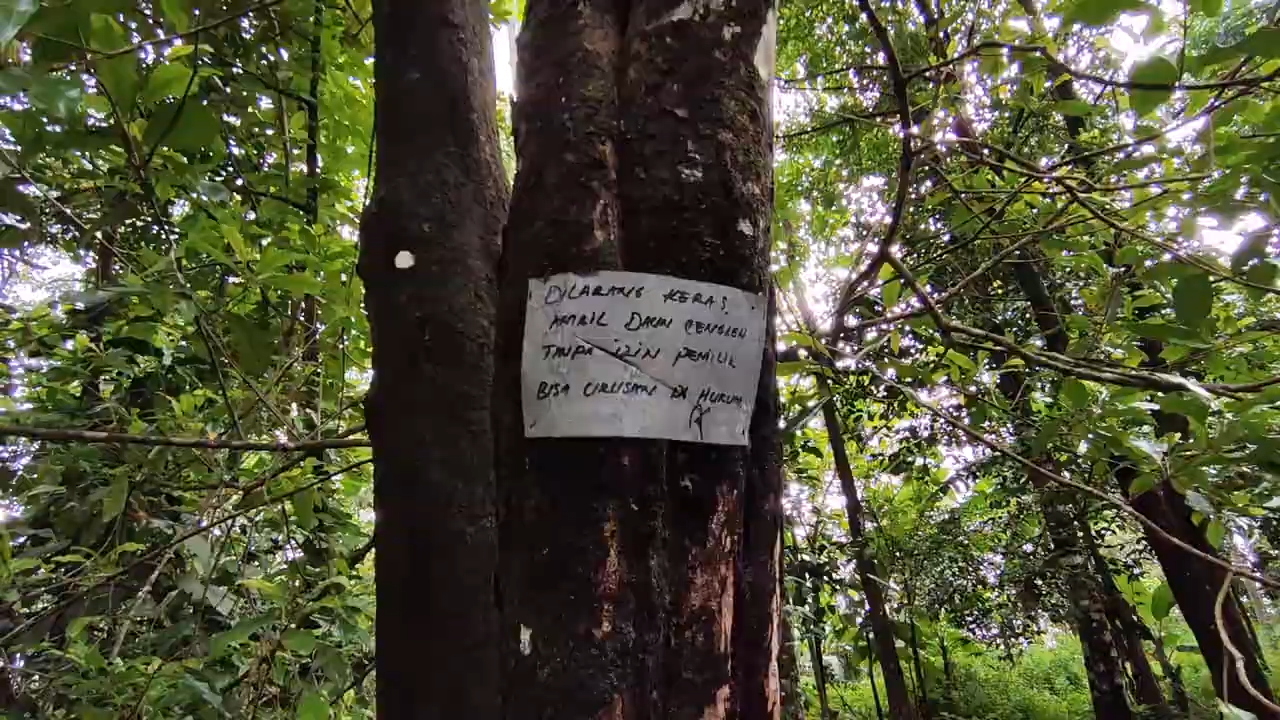 DILARANG KERAS
AMBIL DAUN CENGKEH
TANPA iZIN PEMILIK
BISA URUSAN DI HUKUM